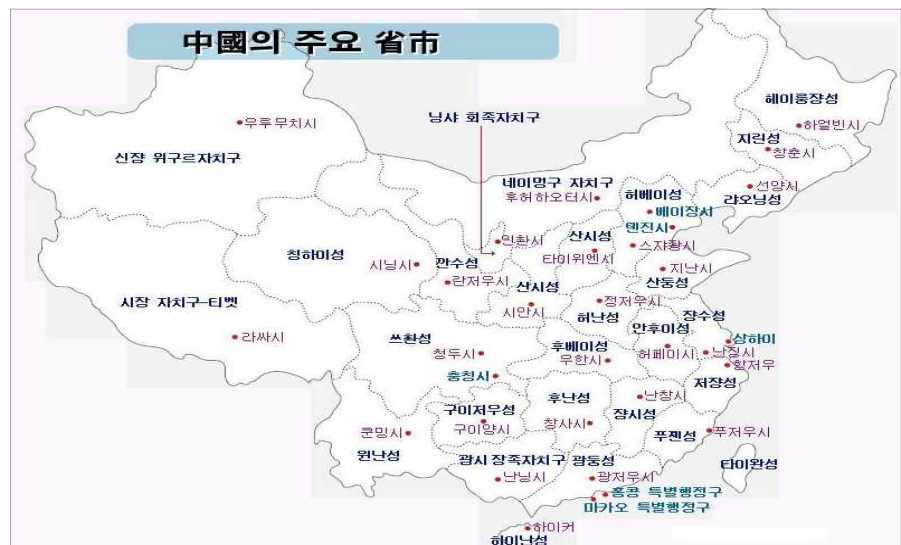 中國의 주요 省市
헤이룽쟝성
하얼빈시
닝샤 회족자치구
우루무치시
지린성
창춘시
신쟝 위구르자치구
네이멍구 자치구
후허하오터시
허베이성
선양시
랴오닝성
베이징시
톈진시
인촨시
산시성
스쟈좡시
칭하이성
시닝시
깐수성
타이위엔시
지난시
란저우시
산시성
산둥성
시장 자치구-티벳
시안시
정저우시
허난성
쟝수성
안후이성
라싸시
쓰촨성
후베이성
상하이
청두시
우한시
허페이시
난징시
항저우
충칭시
저쟝성
후난성
난창시
구이저우성
쟝시성
구이양시
창사시
쿤밍시
푸젠성
푸저우시
윈난성
광시 장족자치구
광둥성
타이완성
난닝시
광저우시
홍콩 특별행정구
마카오 특별행정구
하이커
하이난성